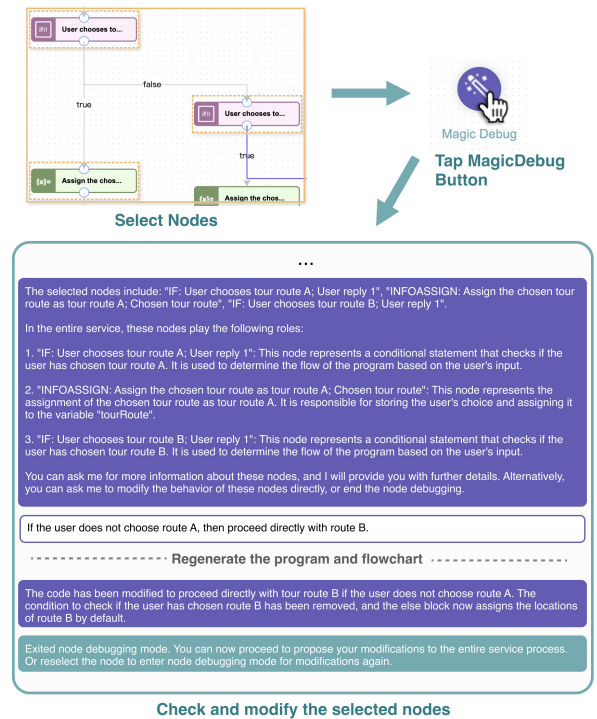 if()
User chooses to...
false
true
if()
User chooses to...
true
{x}=
Assign the chos...
{x}=
Assign the chos...
Select Nodes
Magic Debug
Tap MagicDebug
Button
...
The selected nodes include: "IF: User chooses tour route A; User reply 1", "INFOASSIGN: Assign the chosen tour
route as tour route A; Chosen tour route", "IF: User chooses tour route B; User reply 1".
In the entire service, these nodes play the following roles:
1. "IF: User chooses tour route A; User reply 1": This node represents a conditional statement that checks if the
user has chosen tour route A. It is used to determine the flow of the program based on the user's input.
2. "INFOASSIGN: Assign the chosen tour route as tour route A; Chosen tour route": This node represents the
assignment of the chosen tour route as tour route A. It is responsible for storing the user's choice and assigning it
to the variable "tourRoute".
3. "IF: User chooses tour route B; User reply 1": This node represents a conditional statement that checks if the
user has chosen tour route B. It is used to determine the flow of the program based on the user's input.
You can ask me for more information about these nodes, and I will provide you with further details. Alternatively,
you can ask me to modify the behavior of these nodes directly, or end the node debugging.
If the user does not choose route A, then proceed directly with route B.
Regenerate the program and flowchart
The code has been modified to proceed directly with tour route B if the user does not choose route A. The
condition to check if the user has chosen route B has been removed, and the else block now assigns the locations
of route B by default.
Exited node debugging mode. You can now proceed to propose your modifications to the entire service process.
Or reselect the node to enter node debugging mode for modifications again.
Check and modify the selected nodes